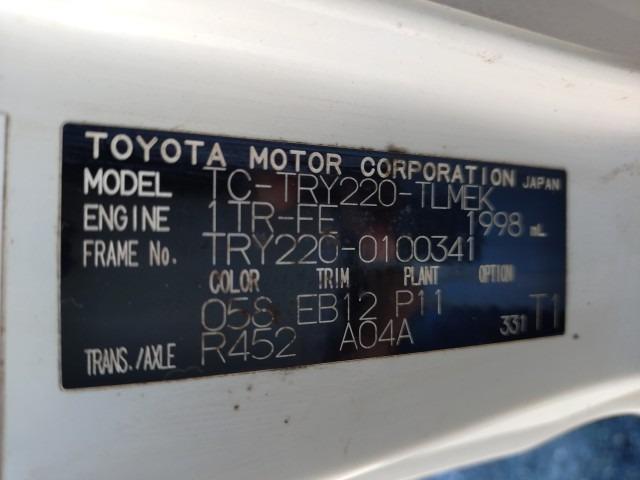 TOYOTA MOTOR CORPORATION JAPAN
MODEL TC-TRY220-TLMEK
ENGINE 1TR-FE 1998 mL
FRAME No. TRY220-0100341
COLOR TRIM PLANT OPTION
058 EB12 P11 331 T1
TRANS./AXLE R452 A04A